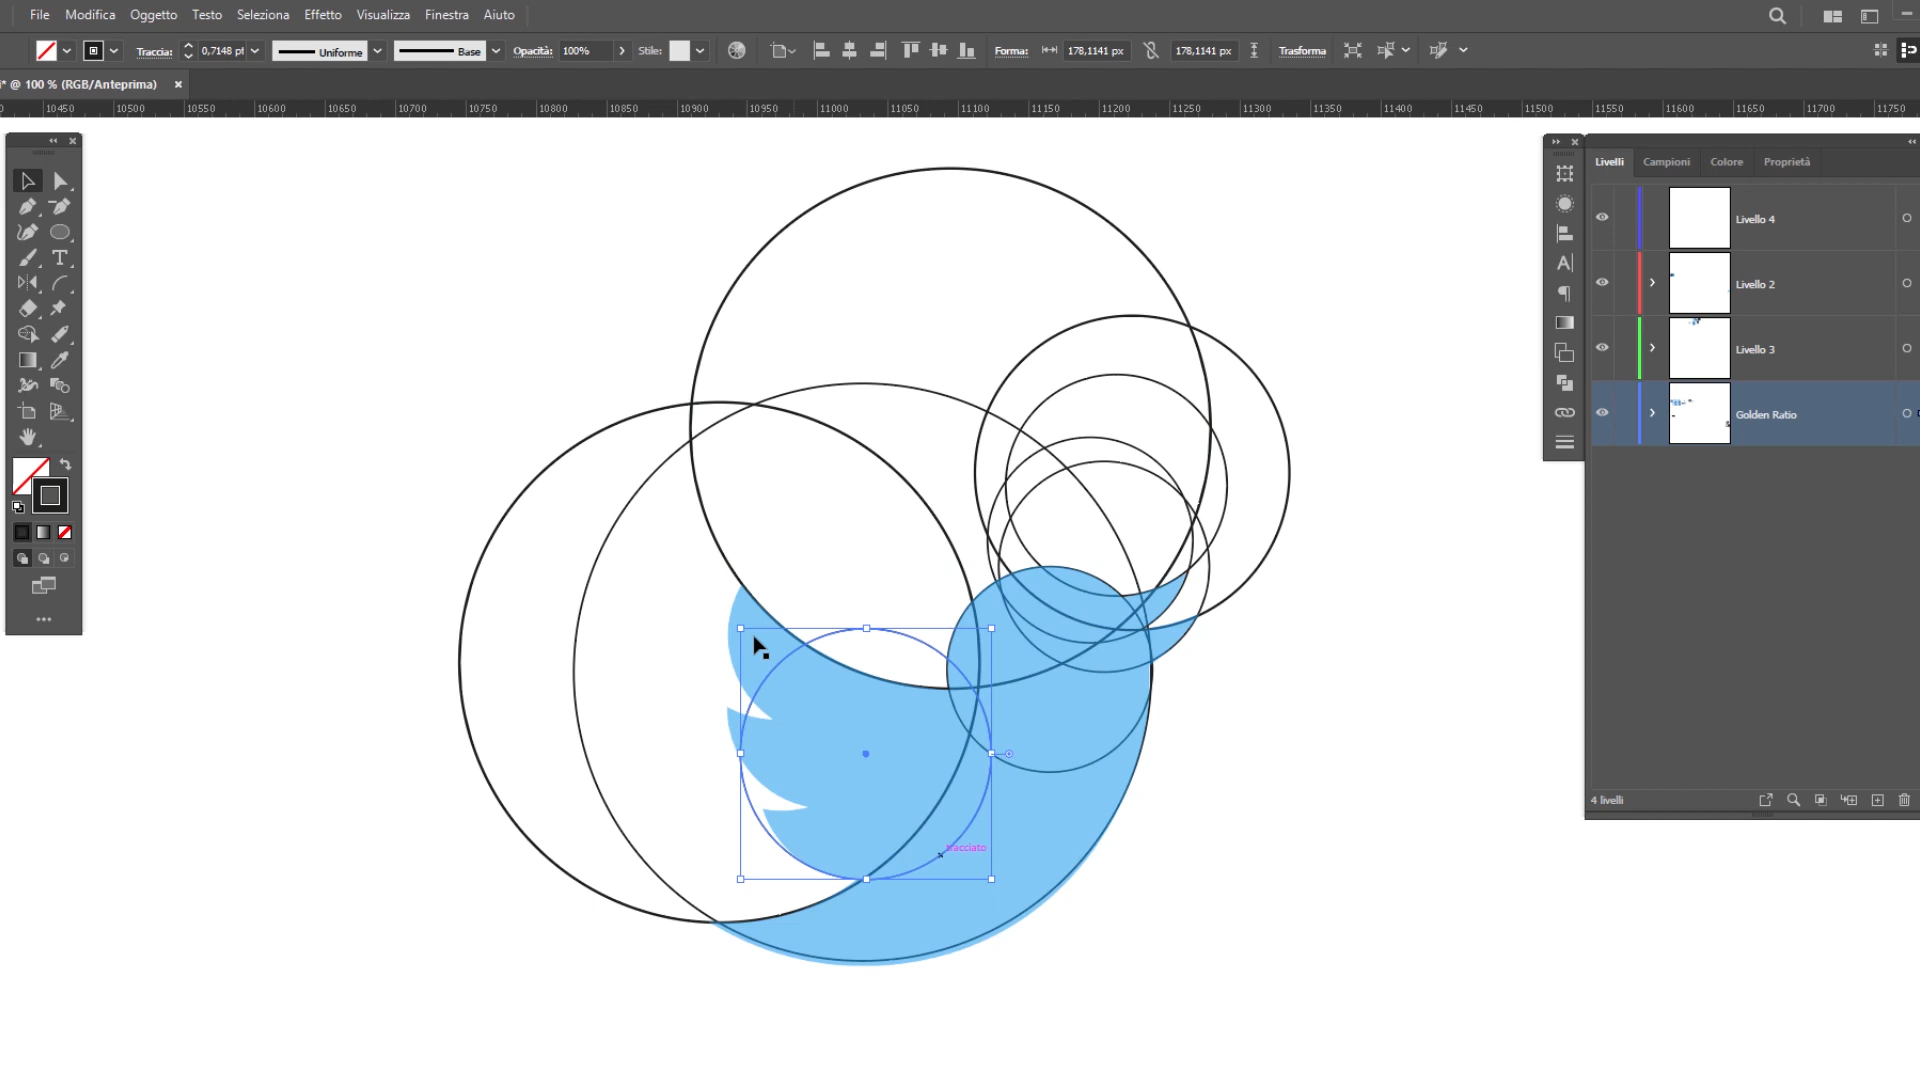 File Modifica Oggetto Testo Seleziona Effetto Visualizza Finestra Aiuto
Traccia: 0,7148 pt Uniforme Base Opacità: 100% Stile: Forma: 178,1141 px 178,1141 px Trasforma
i* @ 100 % (RGB/Anteprima)
10450 10500 10550 10600 10650 10700 10750 10800 10850 10900 10950 11000 11050 11100 11150 11200 11250 11300 11350 11400 11450 11500 11550 11600 11650 11700 11750
Livelli Campioni Colore Proprietà
Livello 4
Livello 2
Livello 3
Golden Ratio
tracciato
4 livelli